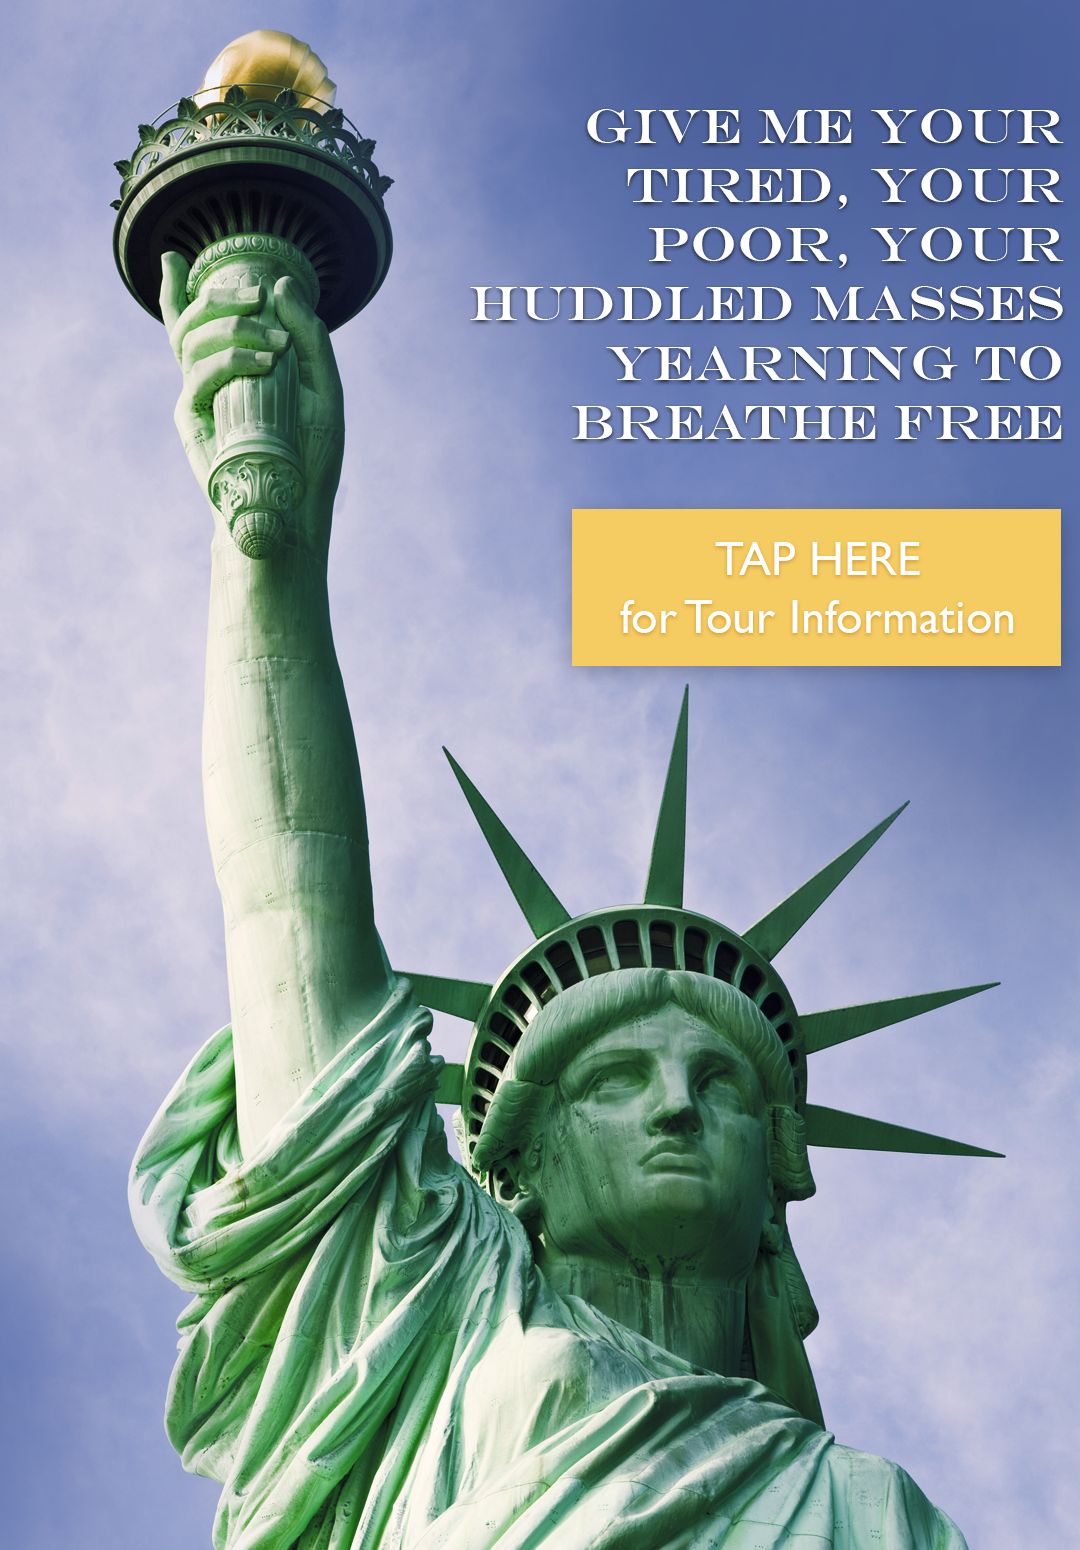 GIVE ME YOUR
TIRED, YOUR
POOR, YOUR
HUDDLED MASSES
YEARNING TO
BREATHE FREE
TAP HERE
for Tour Information